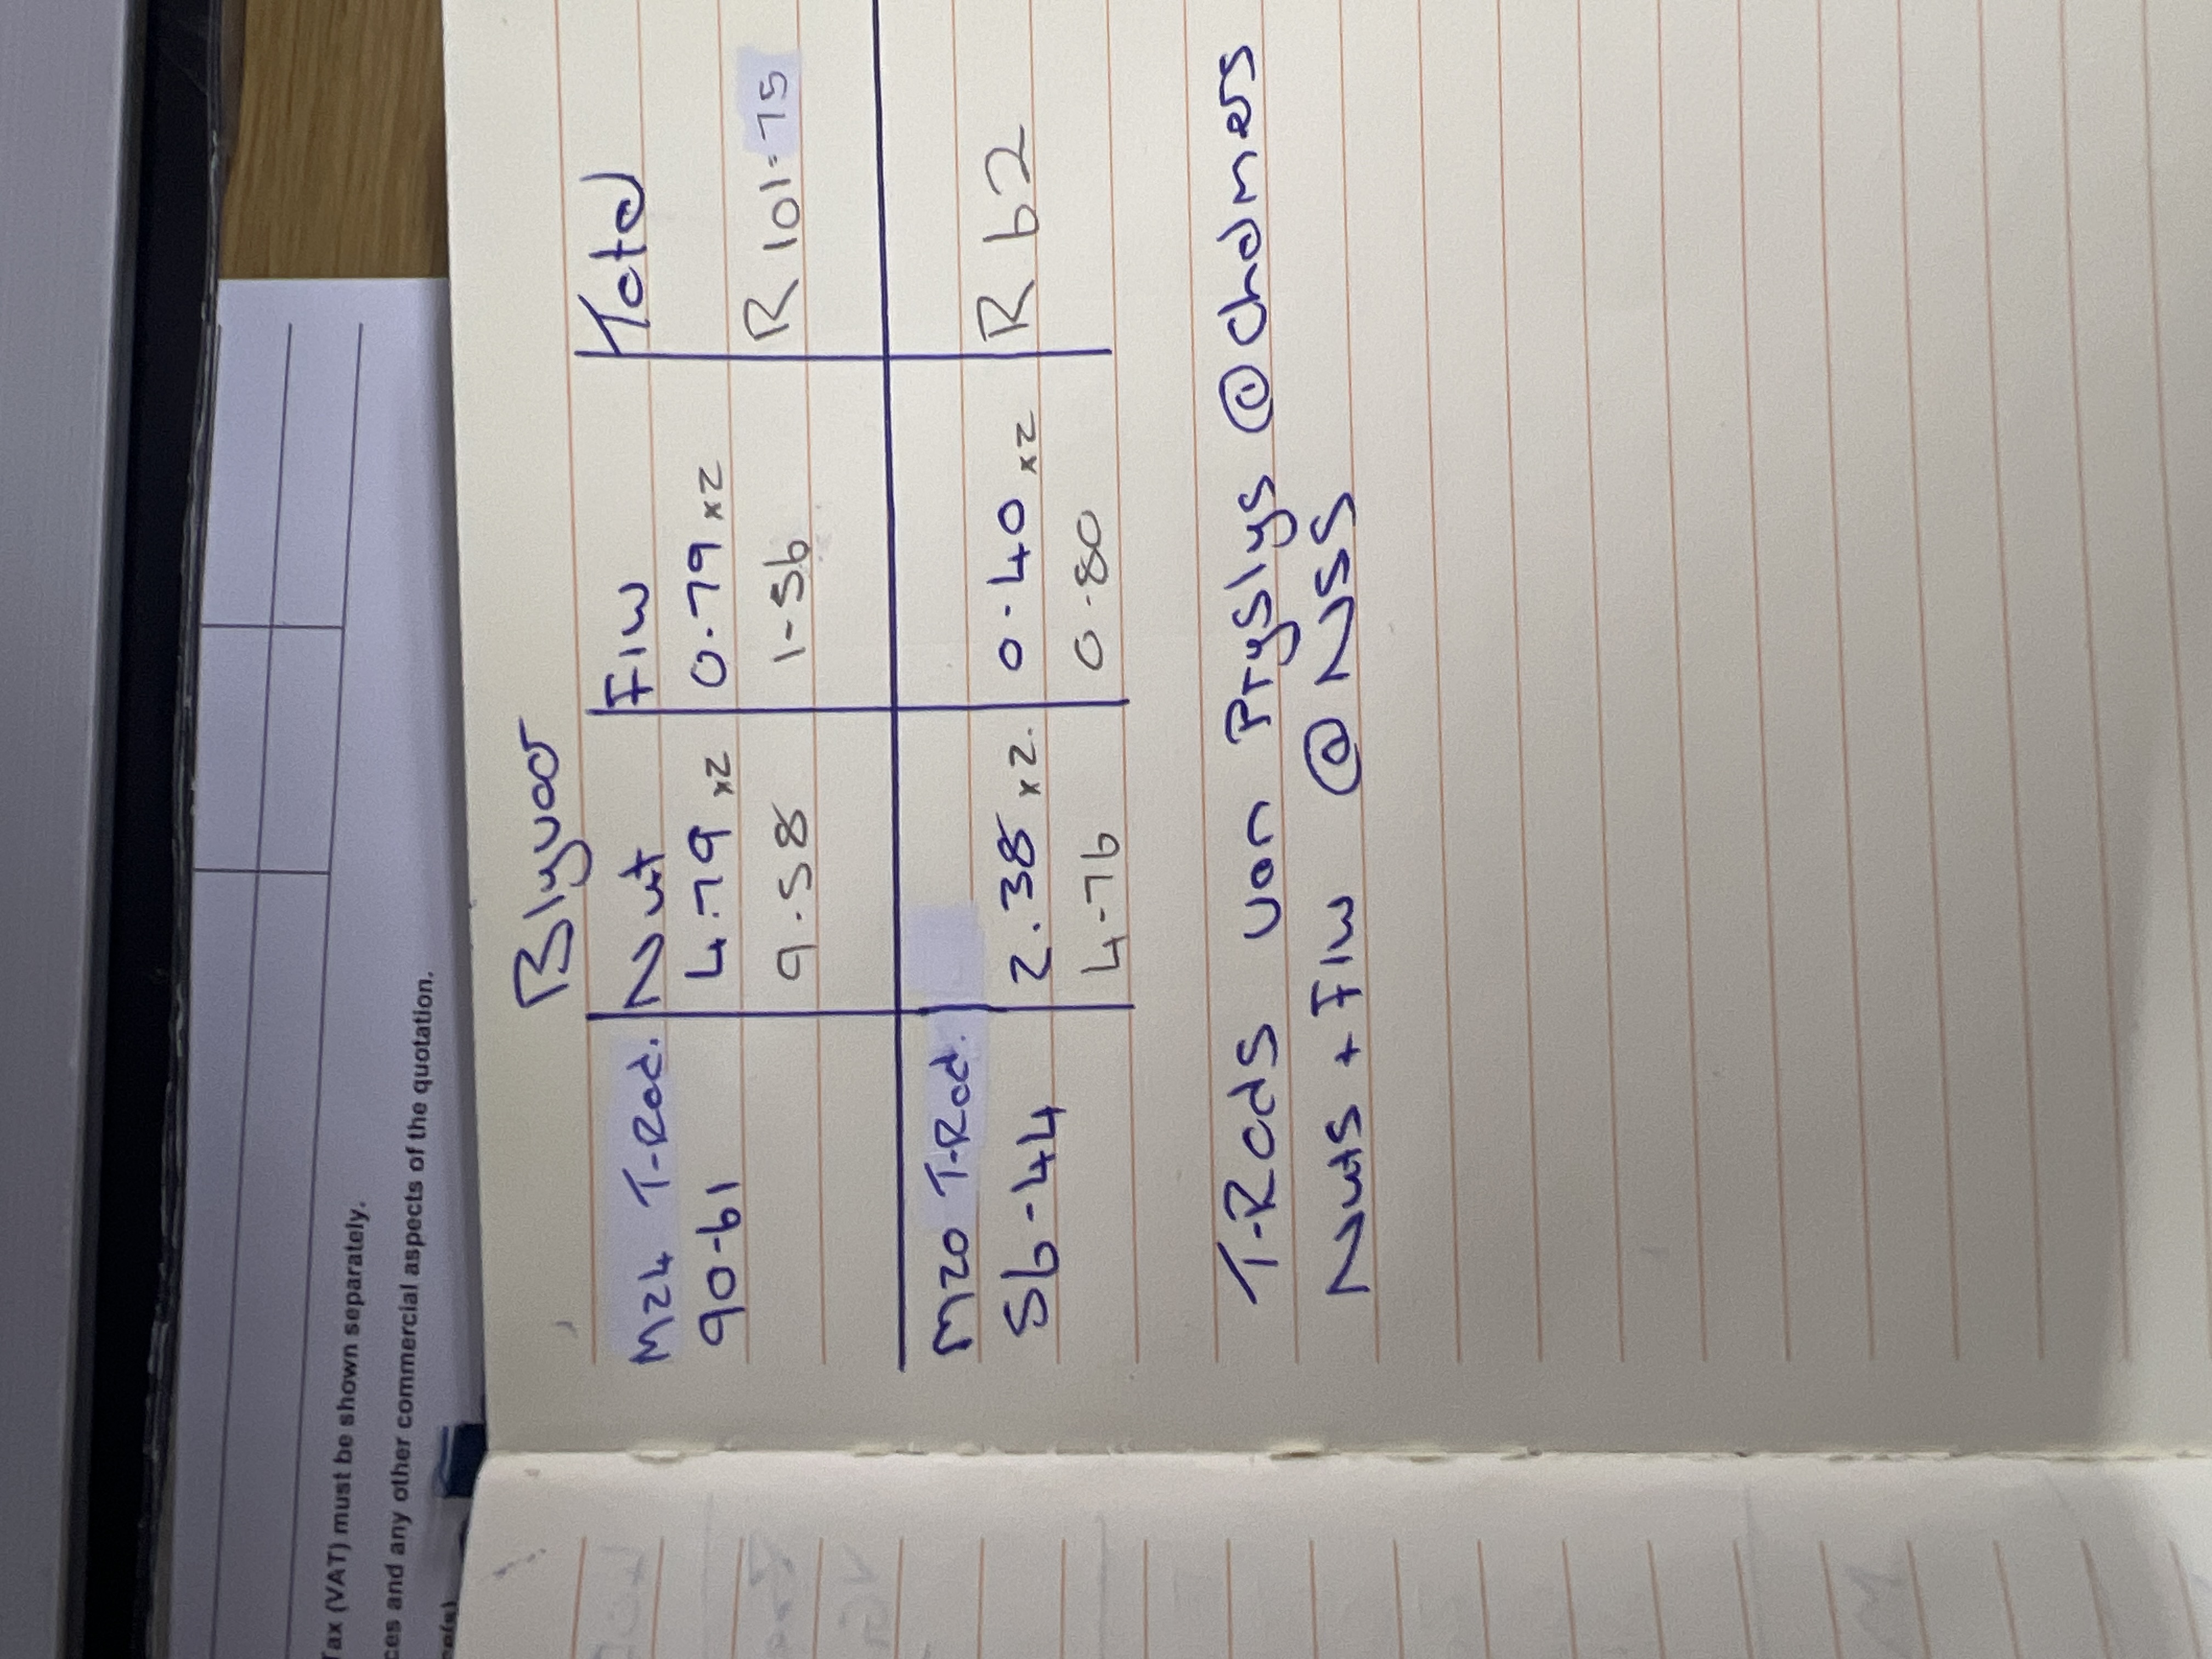 Tax (VAT) must be shown separately.
ces and any other commercial aspects of the quotation.
Blyvoor
M24 T-Rod. Nut F/W Total
90-61 4.79 x2 0.79 x2
9.58 1-56 R 101-75
M20 T-Rod.
56-44 2.38 x2. 0.40 x2 R 62
4-76 0-80
T-Rods van Pryslys @ Chalmers
Nuts + F/W @ NSS